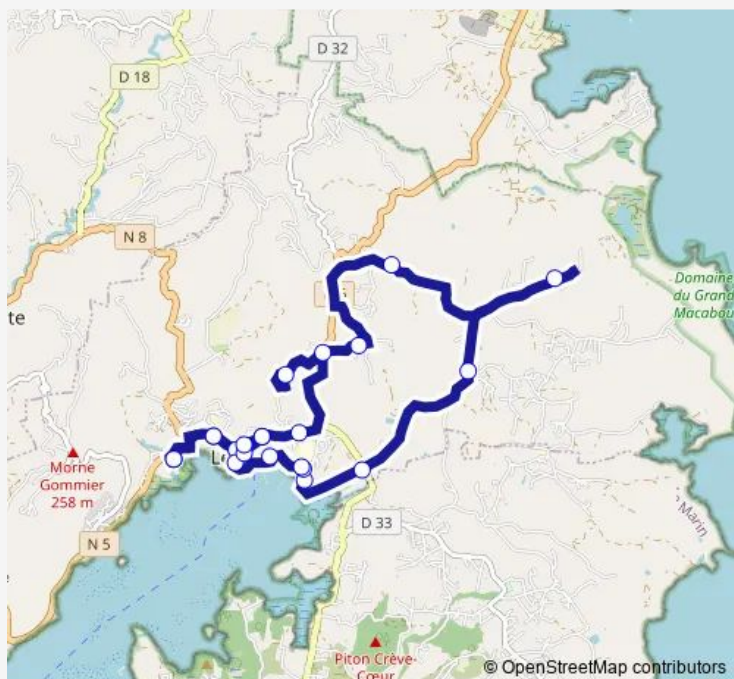 D 32
D 18
N 8
te
Domaine
du Grand
Macabou
Le
Morne
Gommier
258 m
D 33
Marin
N 5
Piton Crève-
Cœur
© OpenStreetMap contributors